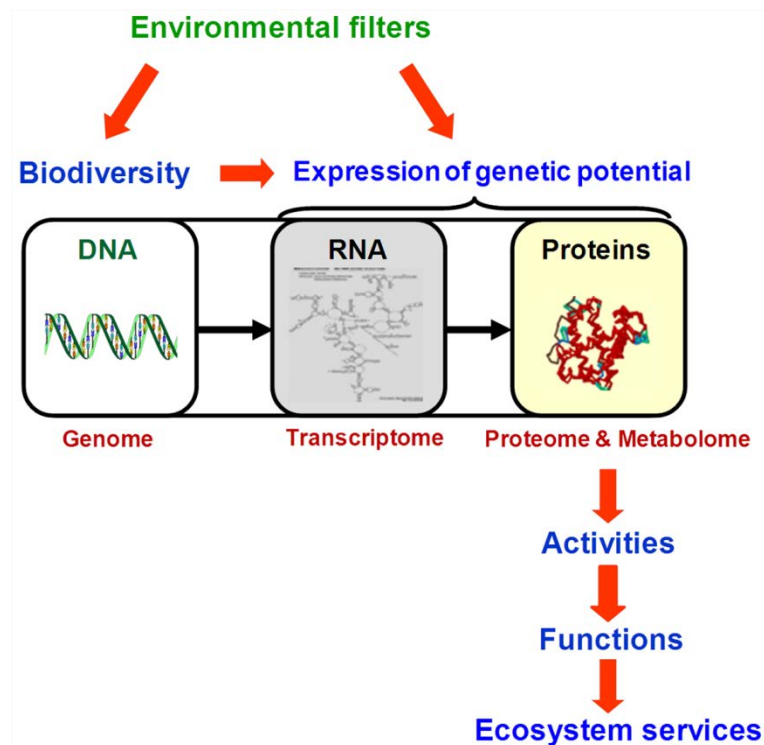 Environmental filters
Biodiversity
Expression of genetic potential
DNA
RNA
Proteins
Genome
Transcriptome
Proteome & Metabolome
Activities
Functions
Ecosystem services